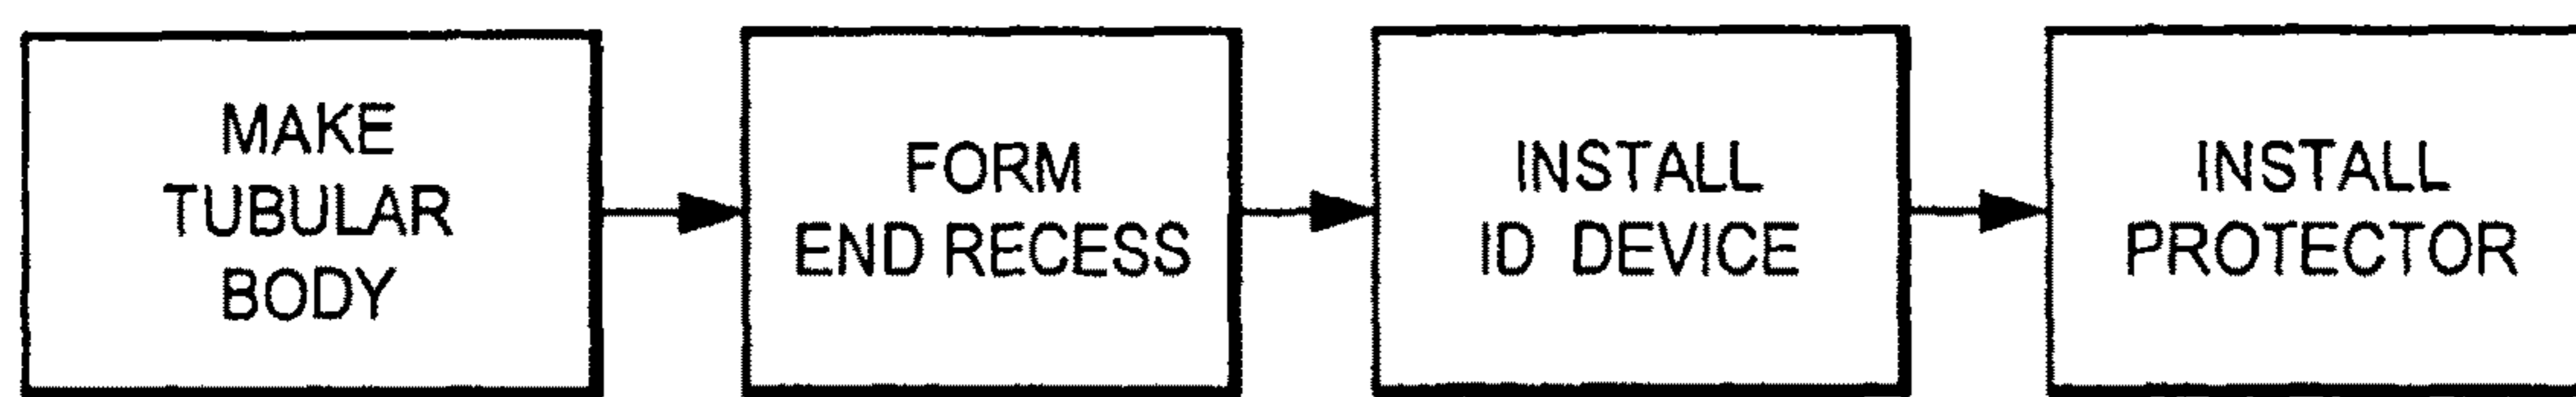 MAKE
TUBULAR
BODY
FORM
END RECESS
INSTALL
ID DEVICE
INSTALL
PROTECTOR